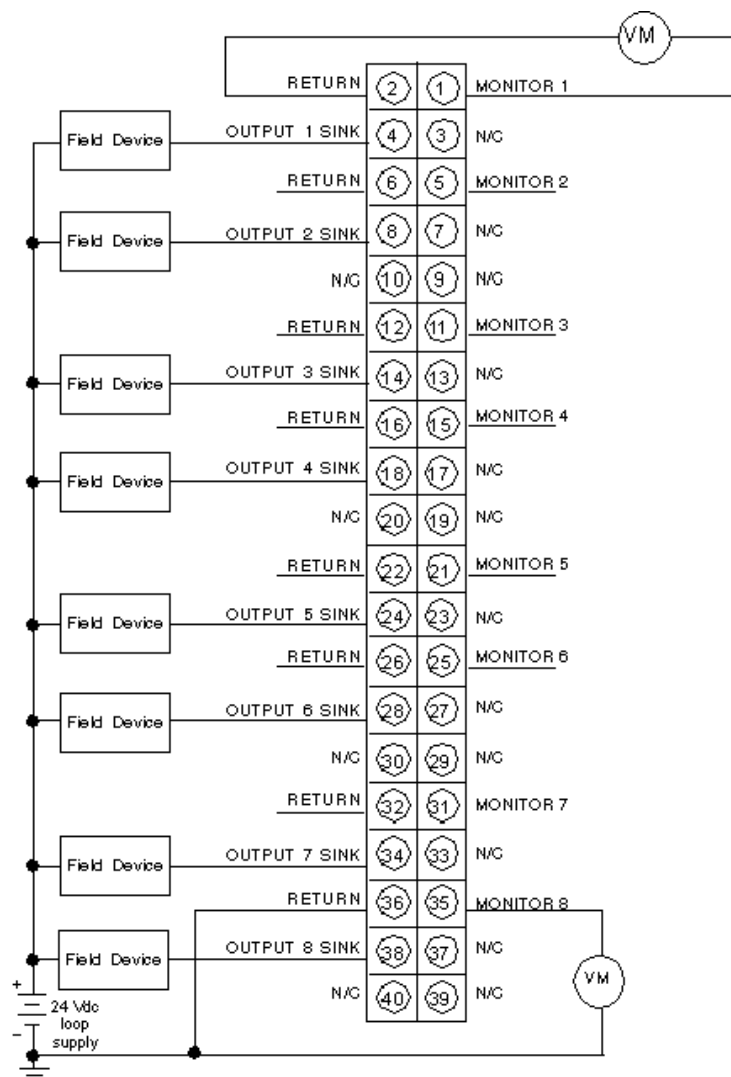 VM
RETURN 2 1 MONITOR 1
Field Device OUTPUT 1 SINK 4 3 N/C
RETURN 6 5 MONITOR 2
Field Device OUTPUT 2 SINK 8 7 N/C
N/C 10 9 N/C
RETURN 12 11 MONITOR 3
Field Device OUTPUT 3 SINK 14 13 N/C
RETURN 16 15 MONITOR 4
Field Device OUTPUT 4 SINK 18 17 N/C
N/C 20 19 N/C
RETURN 22 21 MONITOR 5
Field Device OUTPUT 5 SINK 24 23 N/C
RETURN 26 25 MONITOR 6
Field Device OUTPUT 6 SINK 28 27 N/C
N/C 30 29 N/C
RETURN 32 31 MONITOR 7
Field Device OUTPUT 7 SINK 34 33 N/C
RETURN 36 35 MONITOR 8
Field Device OUTPUT 8 SINK 38 37 N/C
VM
N/C 40 39 N/C
+
24 Vdc
loop
supply
−